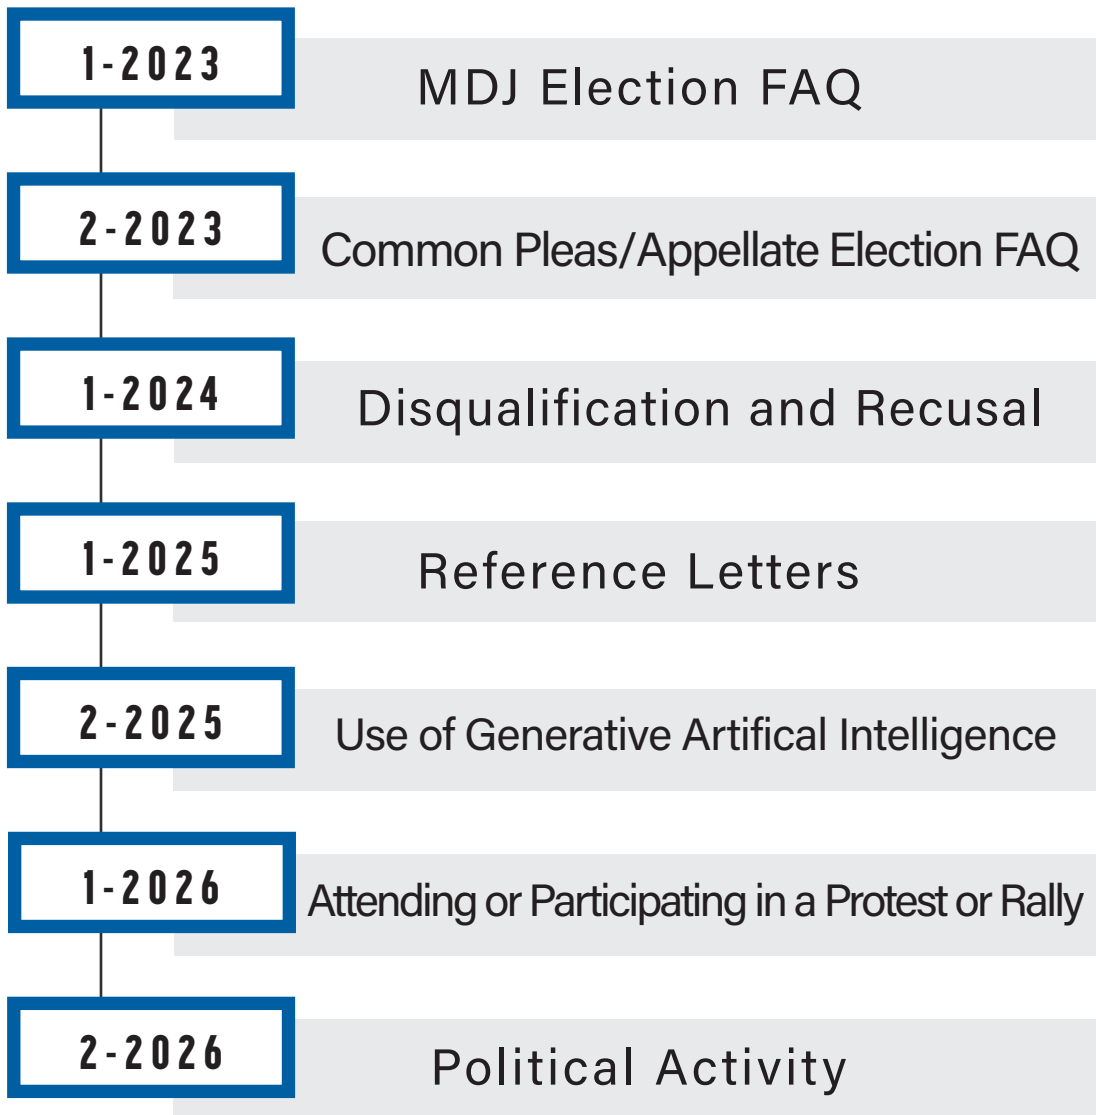 1-2023
MDJ Election FAQ
2-2023
Common Pleas/Appellate Election FAQ
1-2024
Disqualification and Recusal
1-2025
Reference Letters
2-2025
Use of Generative Artifical Intelligence
1-2026
Attending or Participating in a Protest or Rally
2-2026
Political Activity